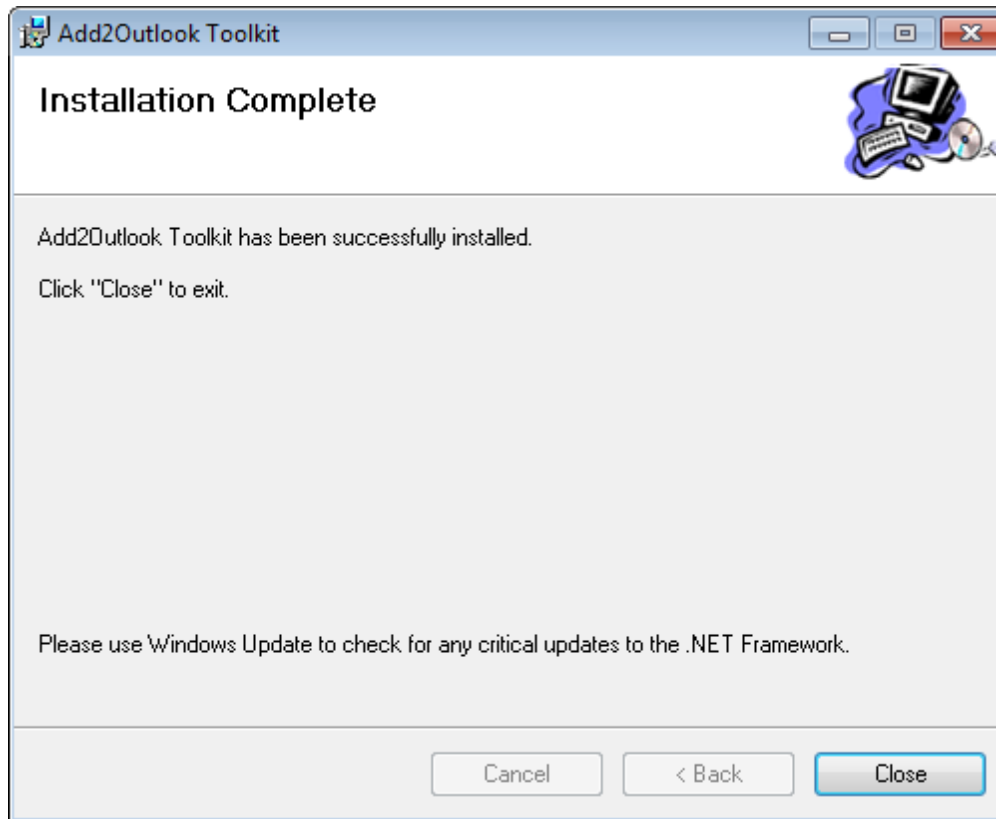 Add2Outlook Toolkit
Installation Complete
Add2Outlook Toolkit has been successfully installed.
Click "Close" to exit.
Please use Windows Update to check for any critical updates to the .NET Framework.
Cancel
< Back
Close